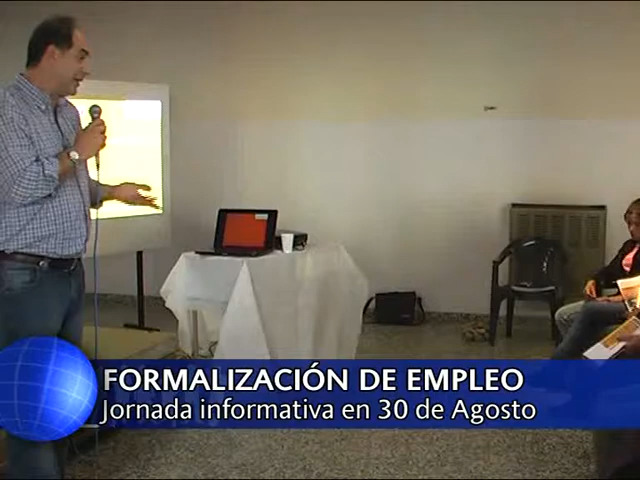 FORMALIZACIÓN DE EMPLEO
Jornada informativa en 30 de Agosto